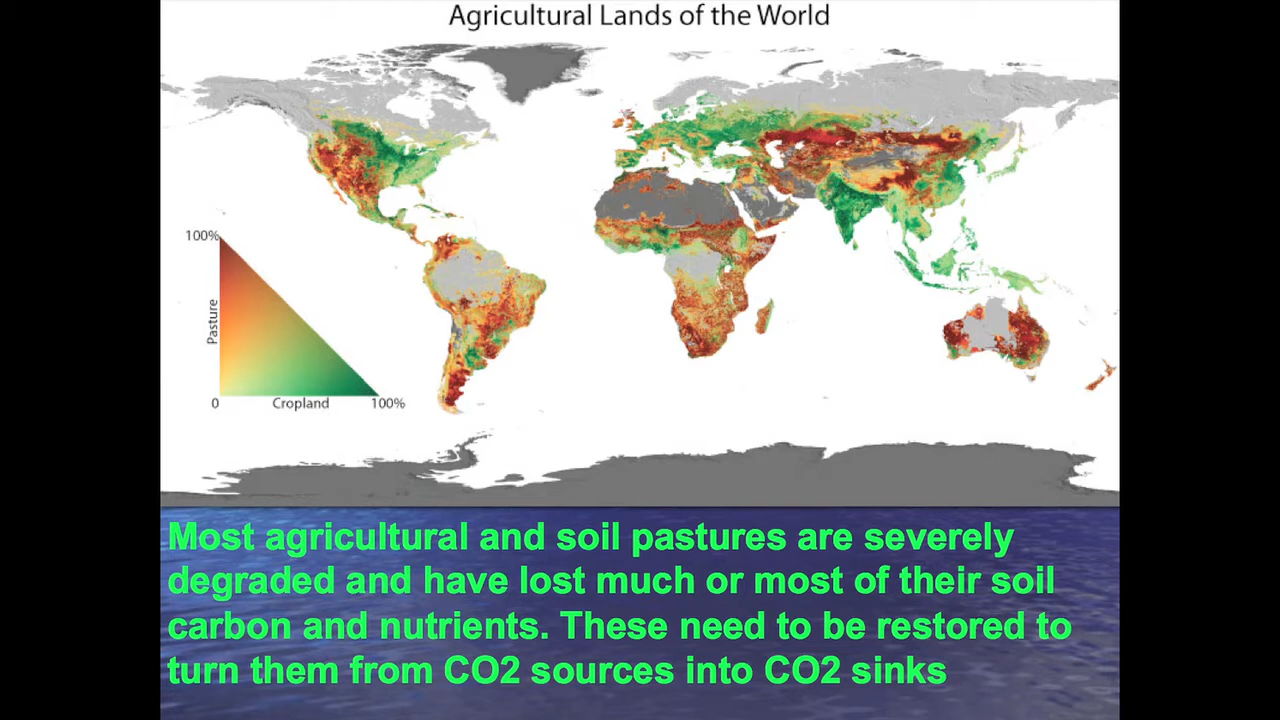 Agricultural Lands of the World
100%
Pasture
0
Cropland
100%
Most agricultural and soil pastures are severely
degraded and have lost much or most of their soil
carbon and nutrients. These need to be restored to
turn them from CO2 sources into CO2 sinks